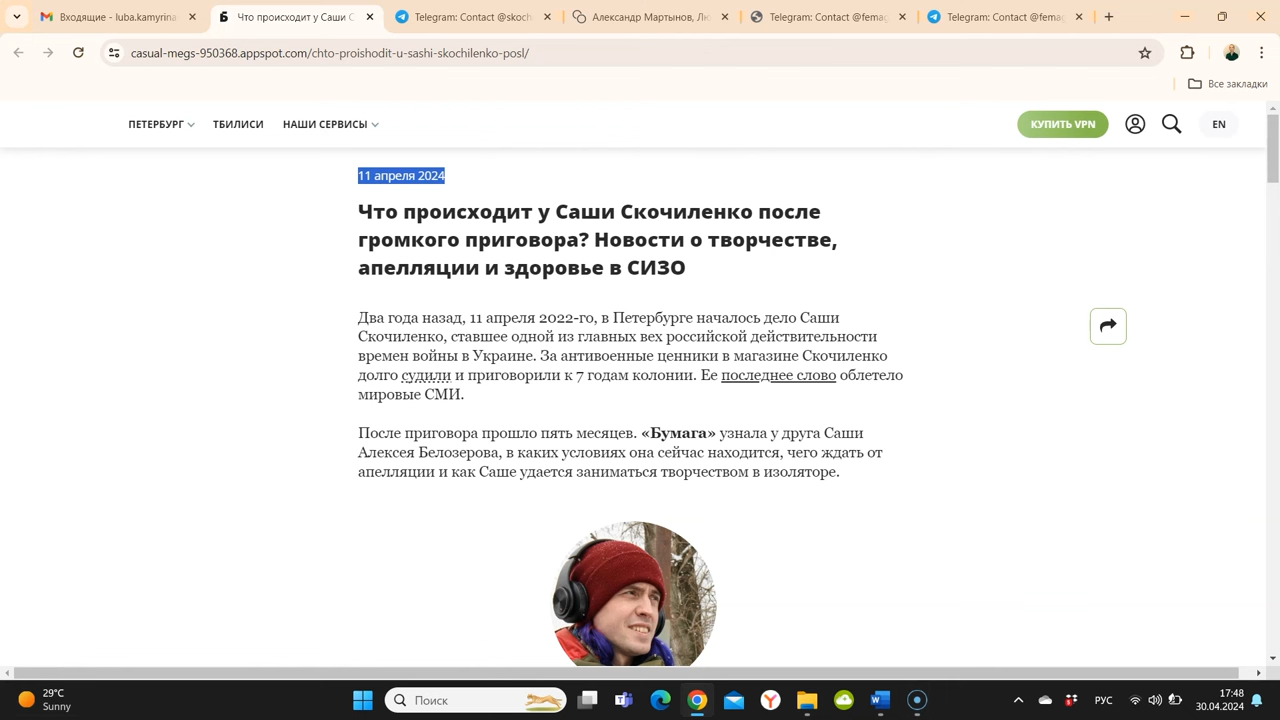 Входящие - luba.kamyrina
Что происходит у Саши С
Telegram: Contact @skoch
Александр Мартынов, Лю
Telegram: Contact @femag
Telegram: Contact @femag
casual-megs-950368.appspot.com/chto-proishodit-u-sashi-skochilenko-posl/
Все закладки
ПЕТЕРБУРГ ТБИЛИСИ НАШИ СЕРВИСЫ КУПИТЬ VPN EN
11 апреля 2024
Что происходит у Саши Скочиленко после
громкого приговора? Новости о творчестве,
апелляции и здоровье в СИЗО
Два года назад, 11 апреля 2022-го, в Петербурге началось дело Саши
Скочиленко, ставшее одной из главных вех российской действительности
времен войны в Украине. За антивоенные ценники в магазине Скочиленко
долго судили и приговорили к 7 годам колонии. Ее последнее слово облетело
мировые СМИ.
После приговора прошло пять месяцев. «Бумага» узнала у друга Саши
Алексея Белозерова, в каких условиях она сейчас находится, чего ждать от
апелляции и как Саше удается заниматься творчеством в изоляторе.
29°C
Sunny
Поиск
РУС
17:48
30.04.2024